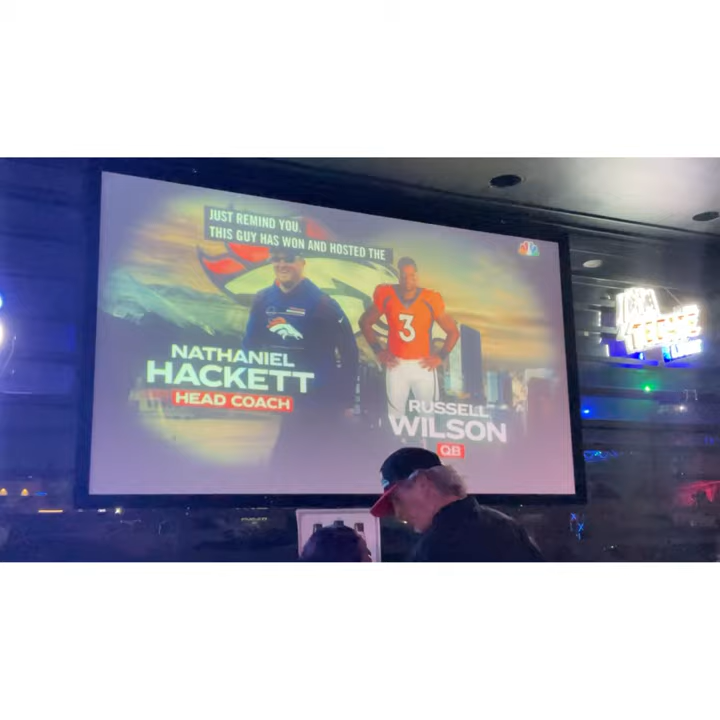 JUST REMIND YOU.
THIS GUY HAS WON AND HOSTED THE
NATHANIEL
HACKETT
HEAD COACH
3
RUSSELL
WILSON
QB